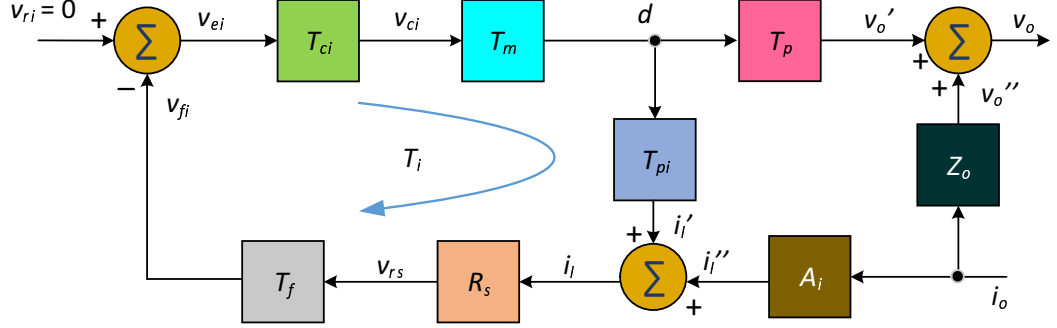 v_ri = 0
+
Σ
−
v_ei
T_ci
v_ci
T_m
d
T_p
v_o'
+
Σ
+
v_o
v_fi
v_o''
T_i
T_pi
Z_o
+
i_l'
T_f
v_rs
R_s
i_l
Σ
+
i_l''
A_i
i_o